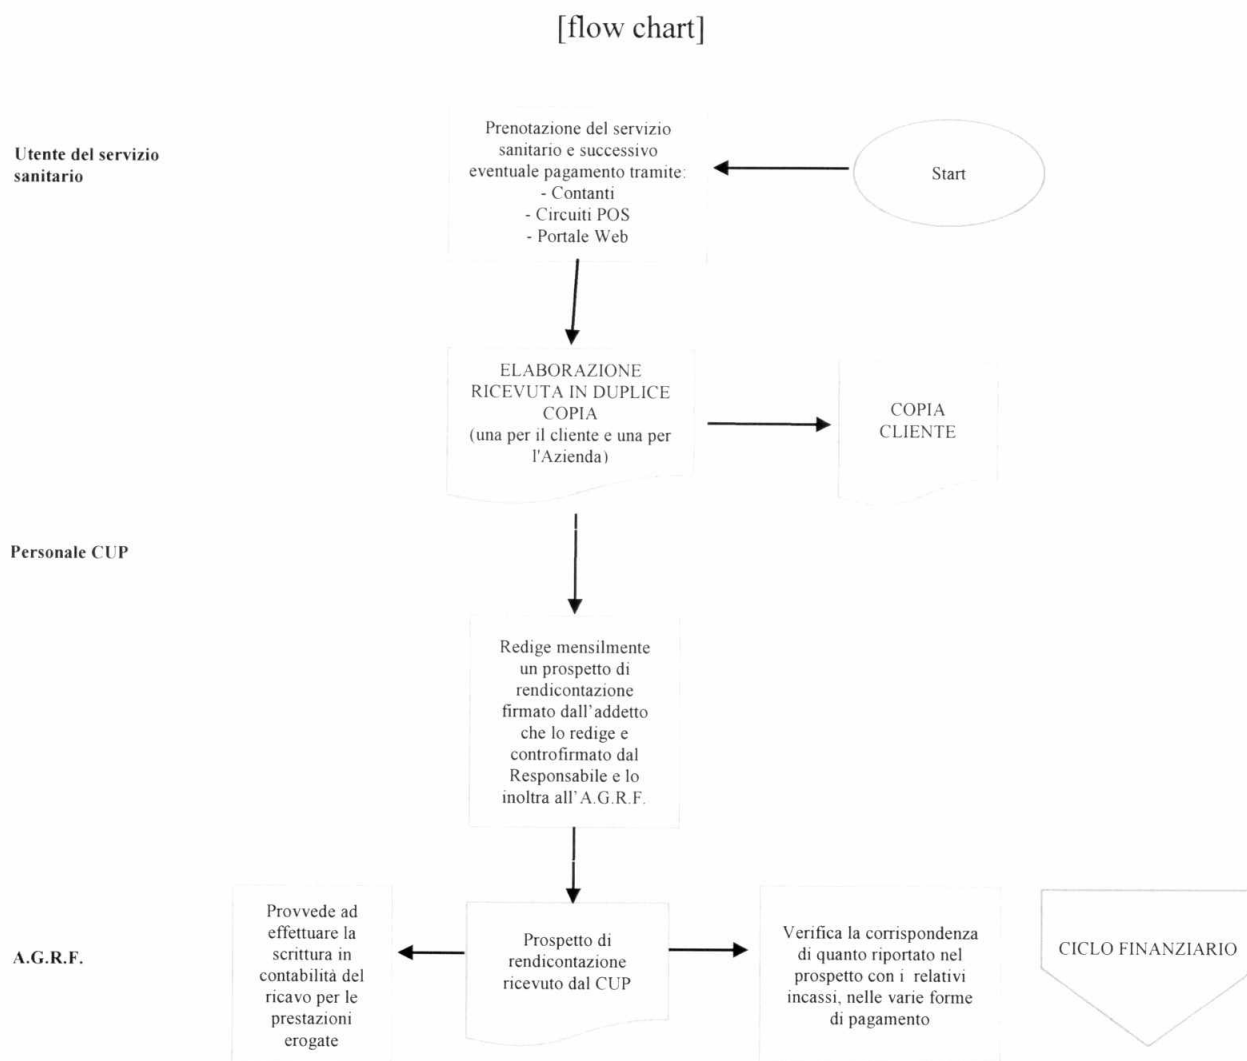 [flow chart]
Utente del servizio
sanitario
Prenotazione del servizio
sanitario e successivo
eventuale pagamento tramite:
- Contanti
- Circuiti POS
- Portale Web
Start
ELABORAZIONE
RICEVUTA IN DUPLICE
COPIA
(una per il cliente e una per
l'Azienda)
COPIA
CLIENTE
Personale CUP
Redige mensilmente
un prospetto di
rendicontazione
firmato dall'addetto
che lo redige e
controfirmato dal
Responsabile e lo
inoltra all'A.G.R.F.
A.G.R.F.
Provvede ad
effettuare la
scrittura in
contabilità del
ricavo per le
prestazioni
erogate
Prospetto di
rendicontazione
ricevuto dal CUP
Verifica la corrispondenza
di quanto riportato nel
prospetto con i relativi
incassi, nelle varie forme
di pagamento
CICLO FINANZIARIO